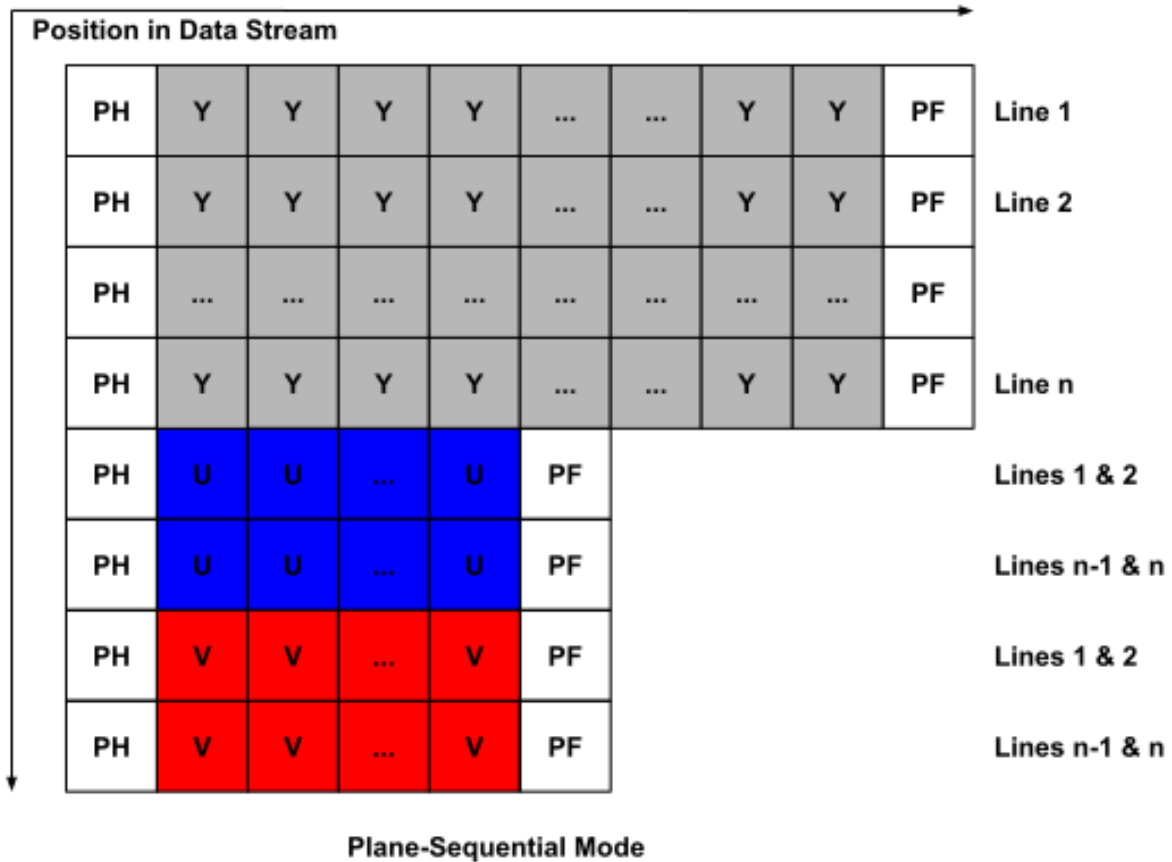 Position in Data Stream
PH Y Y Y Y ... ... Y Y PF Line 1
PH Y Y Y Y ... ... Y Y PF Line 2
PH ... ... ... ... ... ... ... ... PF
PH Y Y Y Y ... ... Y Y PF Line n
PH U U ... U PF Lines 1 & 2
PH U U ... U PF Lines n-1 & n
PH V V ... V PF Lines 1 & 2
PH V V ... V PF Lines n-1 & n
Plane-Sequential Mode